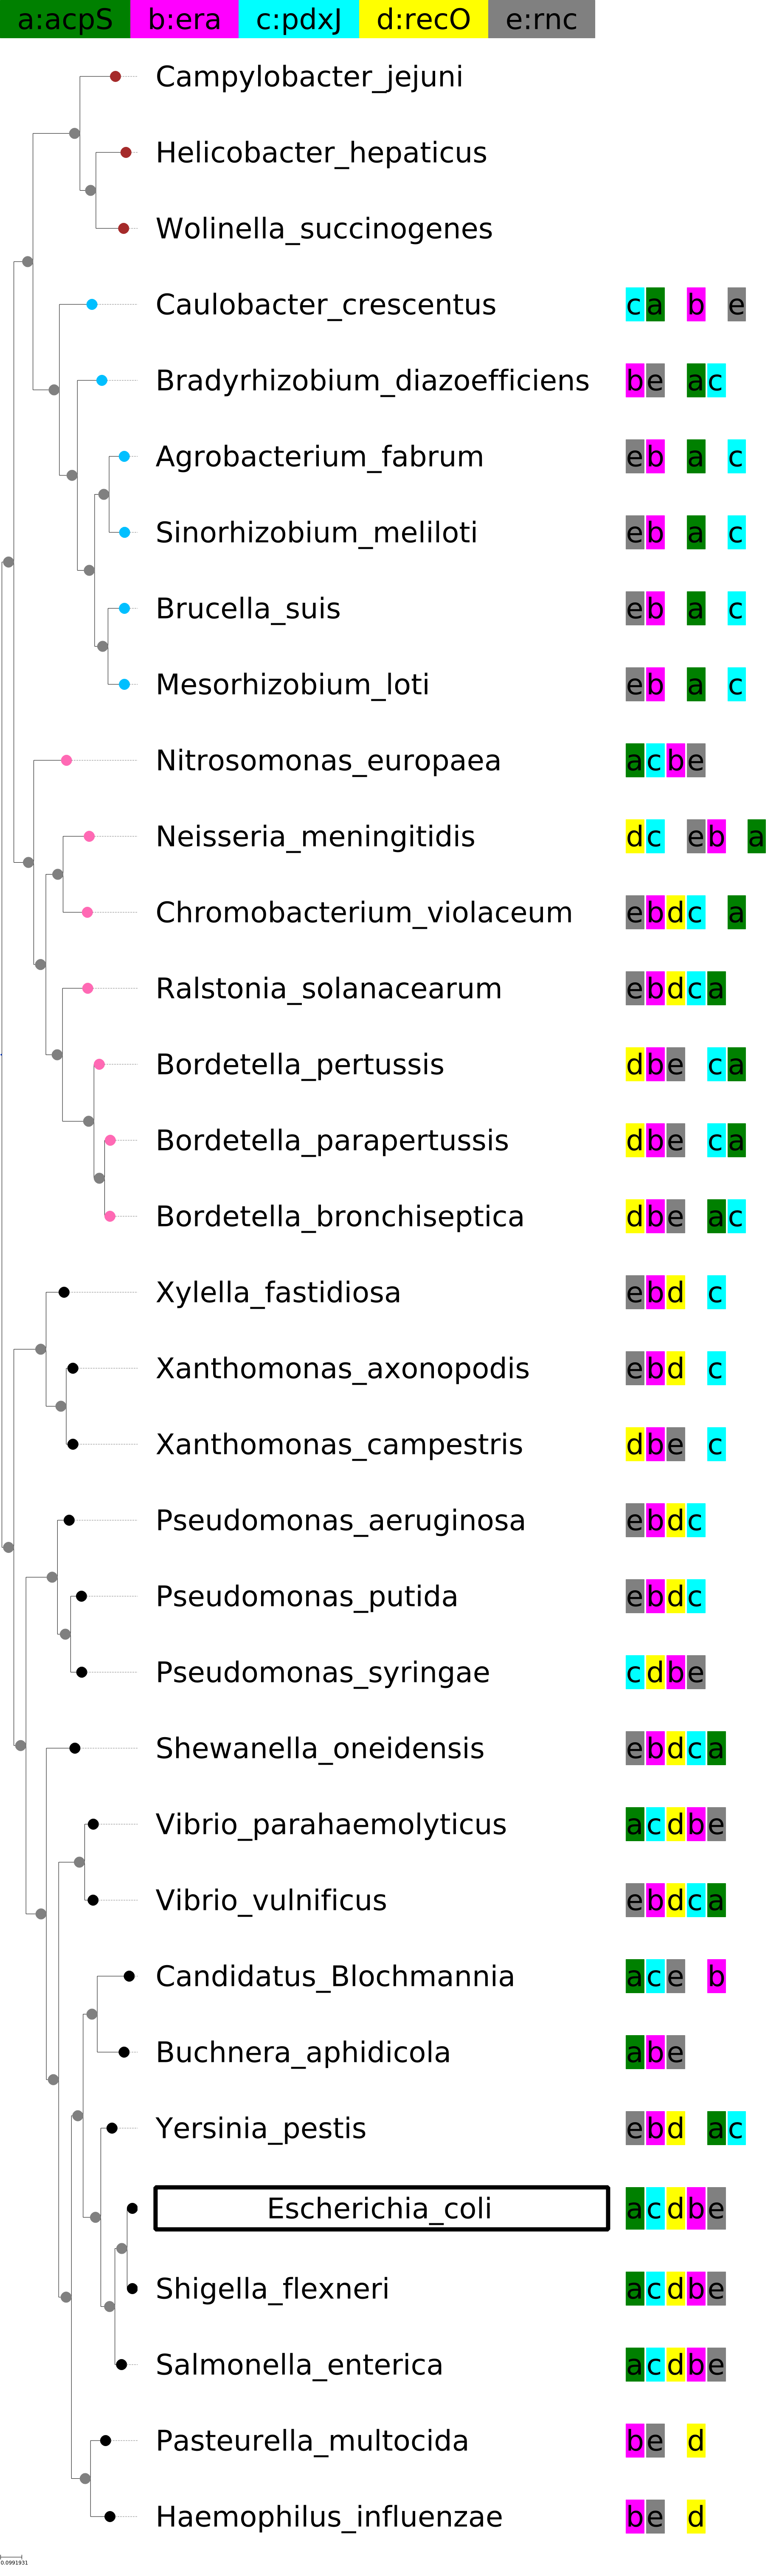 a:acpS b:era c:pdxJ d:recO e:rnc
Campylobacter_jejuni
Helicobacter_hepaticus
Wolinella_succinogenes
Caulobacter_crescentus c a b e
Bradyrhizobium_diazoefficiens b e a c
Agrobacterium_fabrum e b a c
Sinorhizobium_meliloti e b a c
Brucella_suis e b a c
Mesorhizobium_loti e b a c
Nitrosomonas_europaea a c b e
Neisseria_meningitidis d c e b a
Chromobacterium_violaceum e b d c a
Ralstonia_solanacearum e b d c a
Bordetella_pertussis d b e c a
Bordetella_parapertussis d b e c a
Bordetella_bronchiseptica d b e a c
Xylella_fastidiosa e b d c
Xanthomonas_axonopodis e b d c
Xanthomonas_campestris d b e c
Pseudomonas_aeruginosa e b d c
Pseudomonas_putida e b d c
Pseudomonas_syringae c d b e
Shewanella_oneidensis e b d c a
Vibrio_parahaemolyticus a c d b e
Vibrio_vulnificus e b d c a
Candidatus_Blochmannia a c e b
Buchnera_aphidicola a b e
Yersinia_pestis e b d a c
Escherichia_coli a c d b e
Shigella_flexneri a c d b e
Salmonella_enterica a c d b e
Pasteurella_multocida b e d
Haemophilus_influenzae b e d
0.0991931